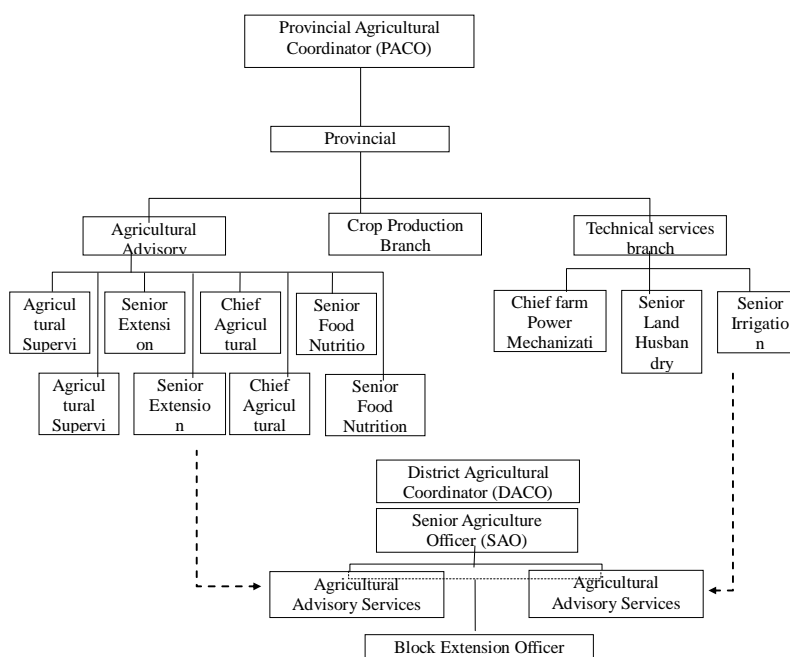 Provincial Agricultural
Coordinator (PACO)
Provincial
Agricultural
Advisory
Crop Production
Branch
Technical services
branch
Agricul
tural
Supervi
Senior
Extensi
on
Chief
Agricul
tural
Senior
Food
Nutritio
Chief farm
Power
Mechanizati
Senior
Land
Husban
dry
Senior
Irrigatio
n
Agricul
tural
Supervi
Senior
Extensio
n
Chief
Agricul
tural
Senior
Food
Nutrition
District Agricultural
Coordinator (DACO)
Senior Agriculture
Officer (SAO)
Agricultural
Advisory Services
Agricultural
Advisory Services
Block Extension Officer